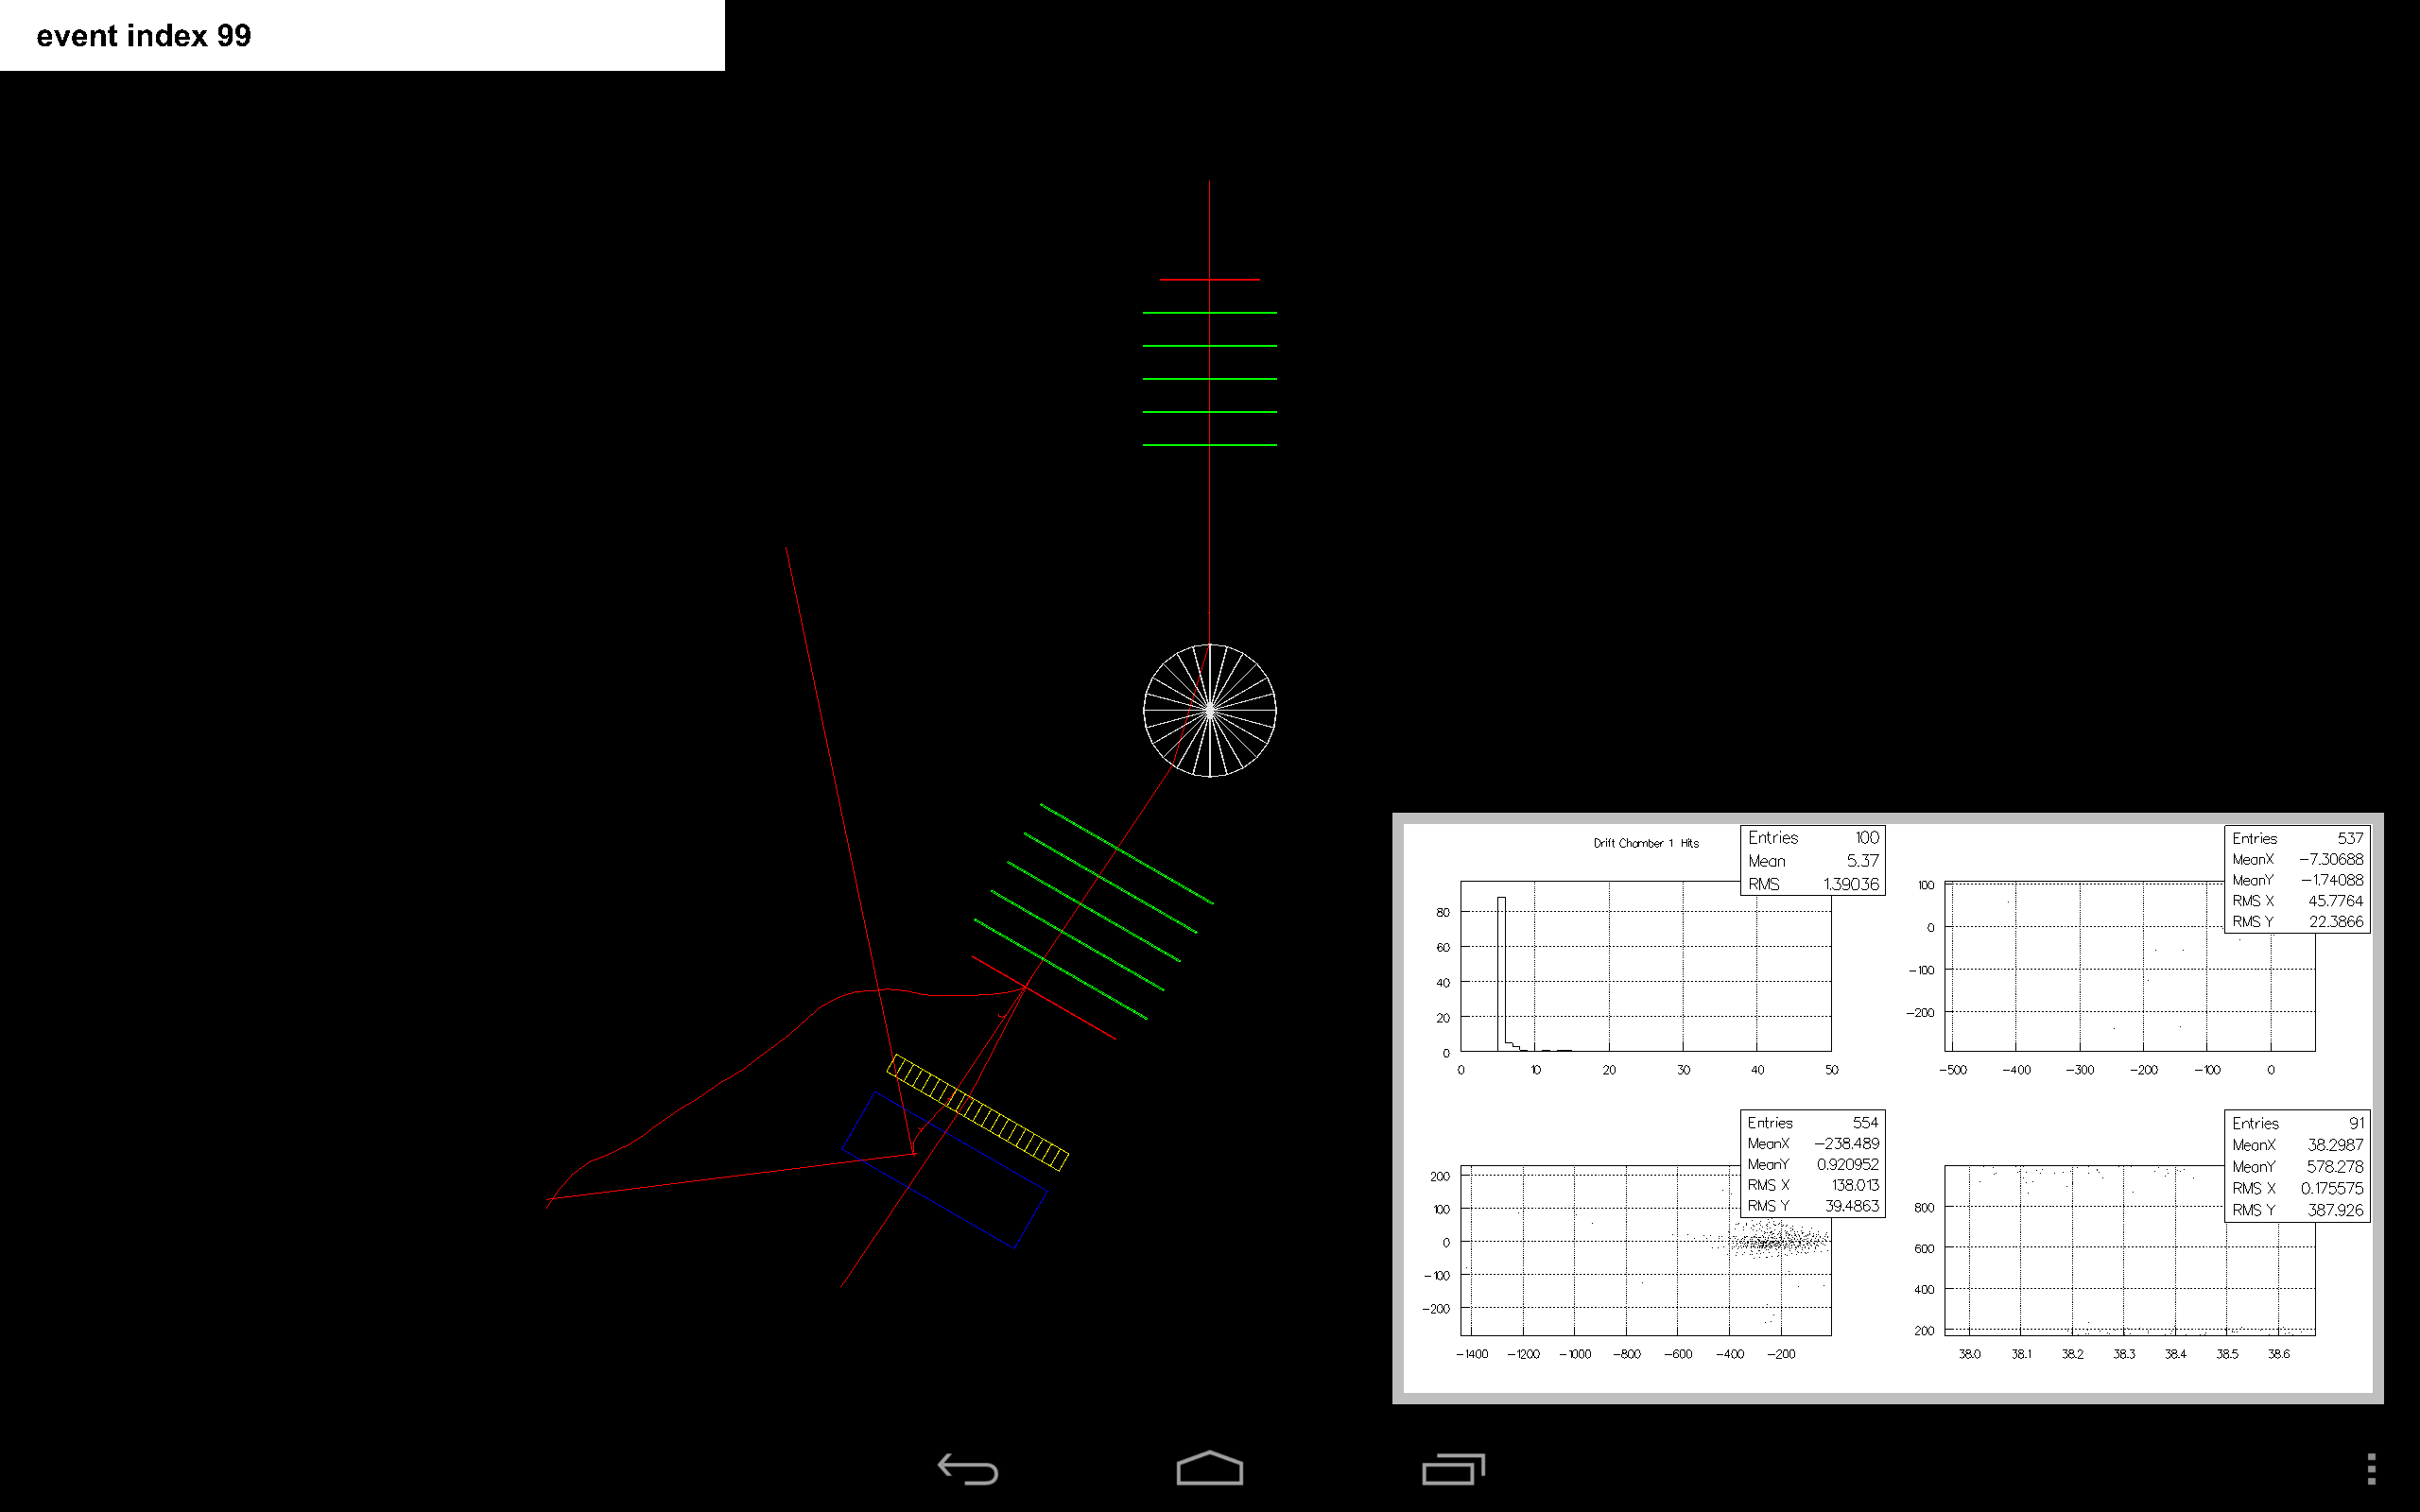 event index 99
Drift Chamber 1 Hits
Entries 100
Mean 5.37
RMS 1.39036
80
60
40
20
0
0 10 20 30 40 50
Entries 537
MeanX -7.30688
MeanY -1.74088
RMS X 45.7764
RMS Y 22.3866
100
0
-100
-200
-500 -400 -300 -200 -100 0
Entries 554
MeanX -238.489
MeanY 0.920952
RMS X 138.013
RMS Y 39.4863
200
100
0
-100
-200
-1400 -1200 -1000 -800 -600 -400 -200
Entries 91
MeanX 38.2987
MeanY 578.278
RMS X 0.175575
RMS Y 387.926
800
600
400
200
38.0 38.1 38.2 38.3 38.4 38.5 38.6